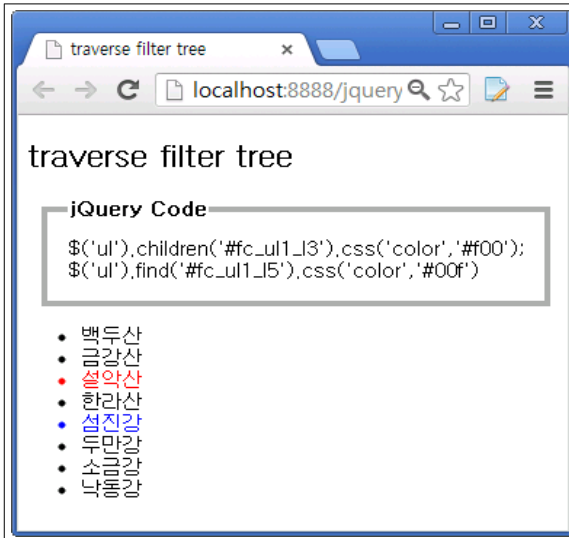 traverse filter tree
localhost:8888/jquery
traverse filter tree
jQuery Code
$('ul').children('#fc_ul1_l3').css('color','#f00');
$('ul').find('#fc_ul1_l5').css('color','#00f')
백두산
금강산
설악산
한라산
섬진강
두만강
소금강
낙동강